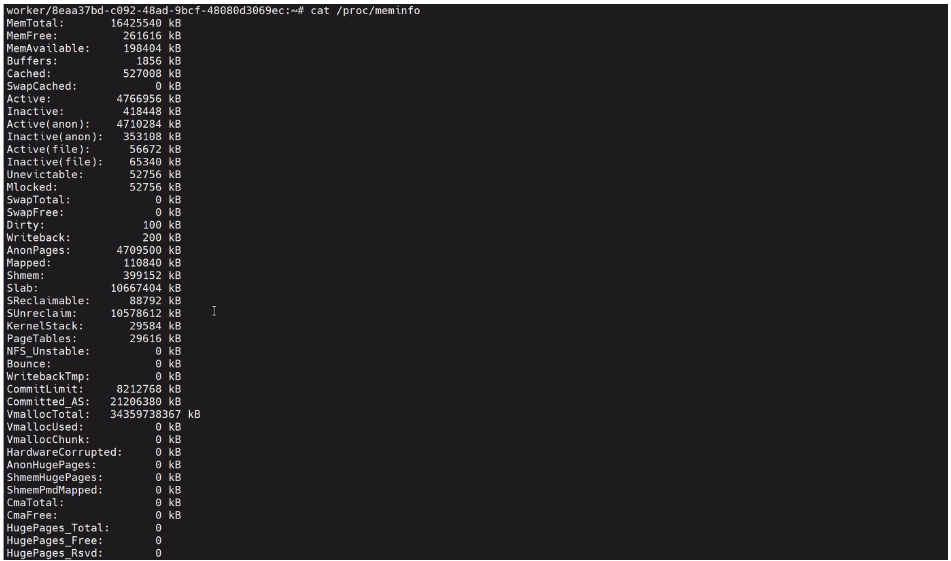 worker/8eaa37bd-c092-48ad-9bcf-48080d3069ec:~# cat /proc/meminfo
MemTotal: 16425540 kB
MemFree: 261616 kB
MemAvailable: 198404 kB
Buffers: 1856 kB
Cached: 527008 kB
SwapCached: 0 kB
Active: 4766956 kB
Inactive: 418448 kB
Active(anon): 4710284 kB
Inactive(anon): 353108 kB
Active(file): 56672 kB
Inactive(file): 65340 kB
Unevictable: 52756 kB
Mlocked: 52756 kB
SwapTotal: 0 kB
SwapFree: 0 kB
Dirty: 100 kB
Writeback: 200 kB
AnonPages: 4709500 kB
Mapped: 110840 kB
Shmem: 399152 kB
Slab: 10667404 kB
SReclaimable: 88792 kB
SUnreclaim: 10578612 kB
KernelStack: 29584 kB
PageTables: 29616 kB
NFS_Unstable: 0 kB
Bounce: 0 kB
WritebackTmp: 0 kB
CommitLimit: 8212768 kB
Committed_AS: 21206380 kB
VmallocTotal: 34359738367 kB
VmallocUsed: 0 kB
VmallocChunk: 0 kB
HardwareCorrupted: 0 kB
AnonHugePages: 0 kB
ShmemHugePages: 0 kB
ShmemPmdMapped: 0 kB
CmaTotal: 0 kB
CmaFree: 0 kB
HugePages_Total: 0
HugePages_Free: 0
HugePages_Rsvd: 0